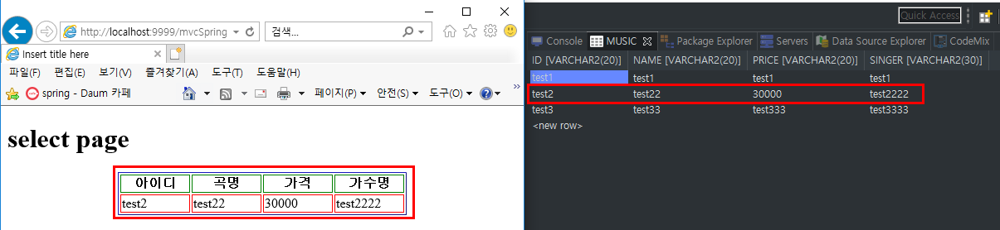 http://localhost:9999/mvcSpring
검색...
Insert title here
파일(F) 편집(E) 보기(V) 즐겨찾기(A) 도구(T) 도움말(H)
spring - Daum 카페
페이지(P) 안전(S) 도구(O)
select page
아이디 곡명 가격 가수명
test2 test22 30000 test2222
Quick Access
Console MUSIC Package Explorer Servers Data Source Explorer CodeMix
ID [VARCHAR2(20)] NAME [VARCHAR2(20)] PRICE [VARCHAR2(20)] SINGER [VARCHAR2(30)]
test1 test1 test1 test1
test2 test22 30000 test2222
test3 test33 test333 test3333
<new row>